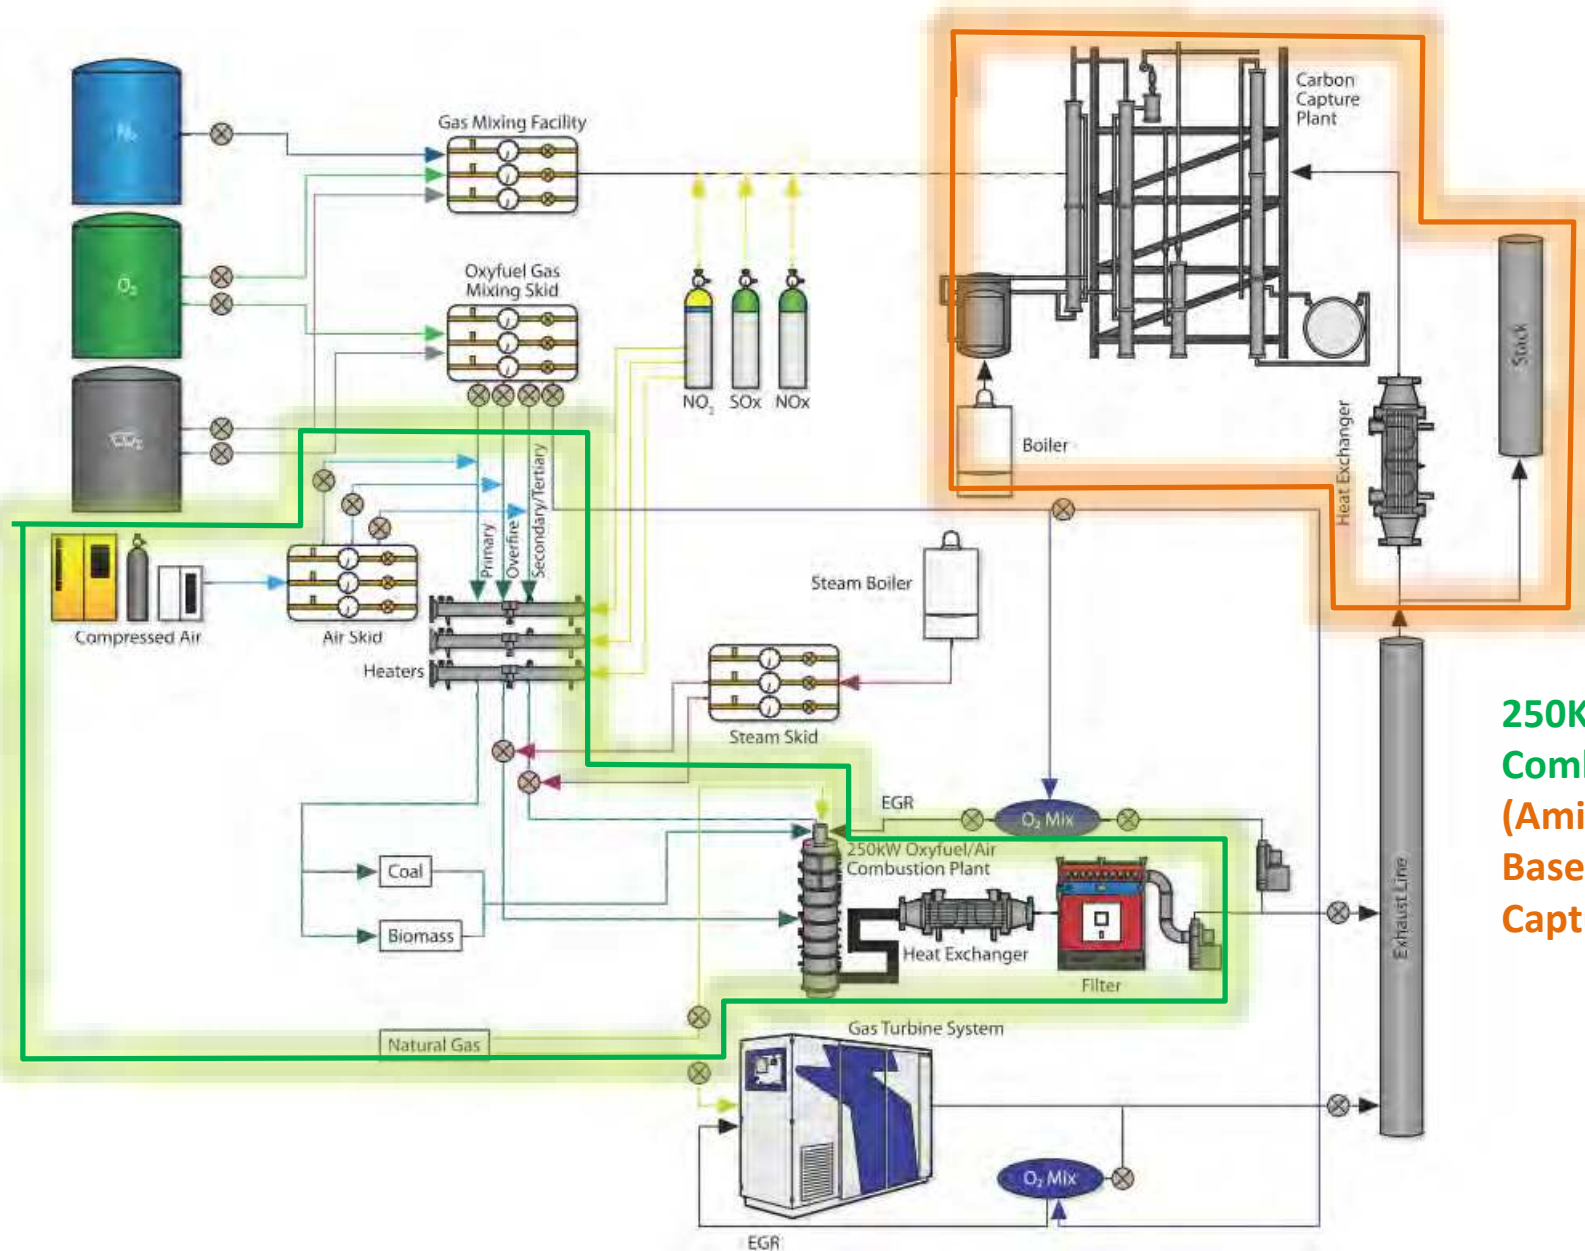 N₂
O₂
Gas Mixing Facility
Oxyfuel Gas
Mixing Skid
NO₂
SOx
NOx
Carbon
Capture
Plant
Boiler
Heat Exchanger
Stack
Primary
Overfire
Secondary/Tertiary
Compressed Air
Air Skid
Heaters
Steam Boiler
Steam Skid
EGR
O₂ Mix
250kW Oxyfuel/Air
Combustion Plant
Coal
Biomass
Heat Exchanger
Filter
Exhaust Line
Natural Gas
Gas Turbine System
O₂ Mix
EGR
250K
Com
(Ami
Base
Capt